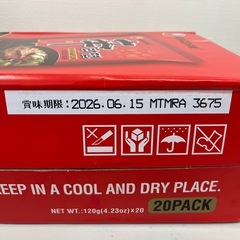 賞味期限:2026.06.15 MTMRA 3675
KEEP IN A COOL AND DRY PLACE.
NET WT.:120g(4.23oz)×20
20PACK